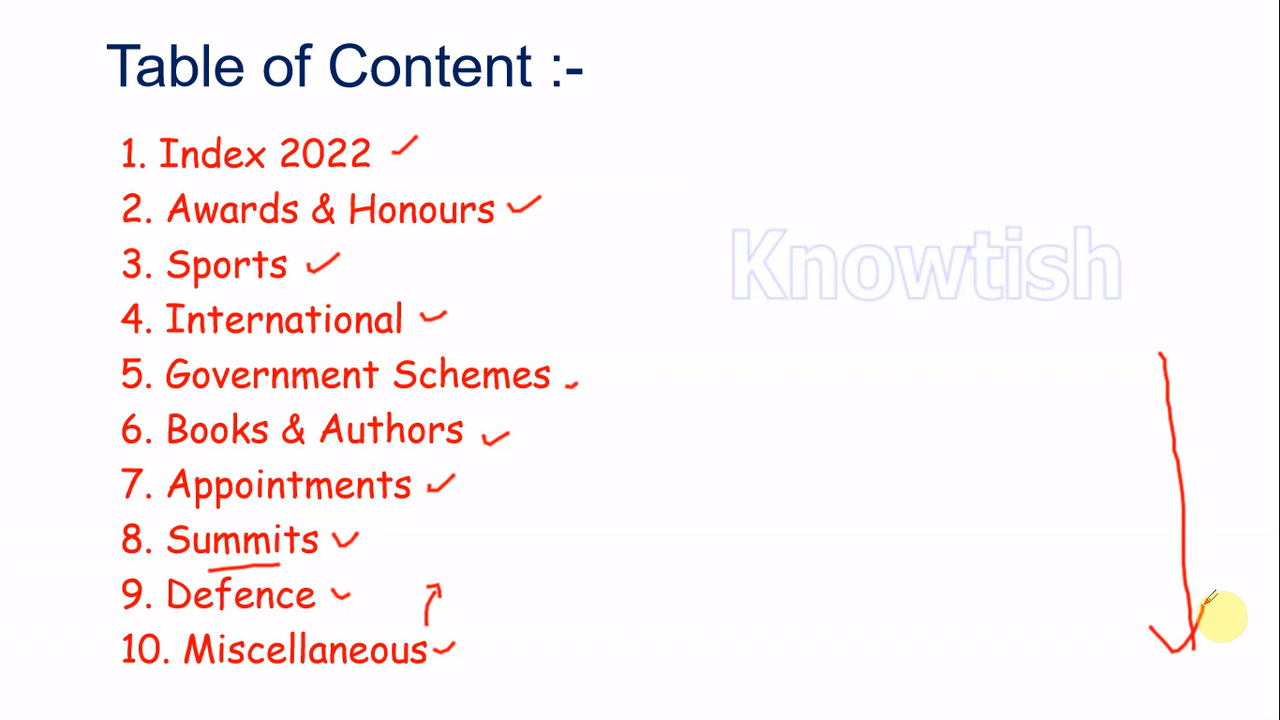 Table of Content :-
1. Index 2022
2. Awards & Honours
3. Sports
4. International
5. Government Schemes
6. Books & Authors
7. Appointments
8. Summits
9. Defence
10. Miscellaneous
Knowtish